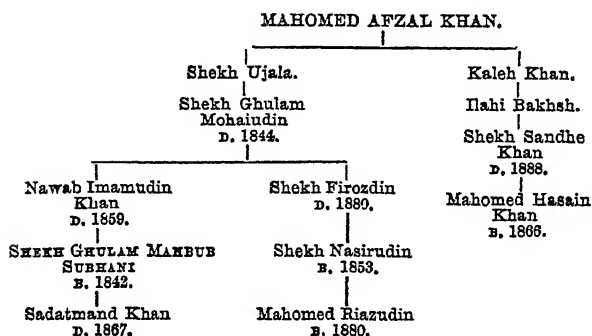 MAHOMED AFZAL KHAN.
Shekh Ujala.
Kaleh Khan.
Shekh Ghulam
Mohaiudin
D. 1844.
Ilahi Bakhsh.
Shekh Sandhe
Khan
D. 1888.
Nawab Imamudin
Khan
D. 1859.
Shekh Firozdin
D. 1880.
Mahomed Hasain
Khan
B. 1866.
SHEKH GHULAM MAHBUB
SUBHANI
B. 1842.
Shekh Nasirudin
B. 1853.
Sadatmand Khan
D. 1867.
Mahomed Riazudin
B. 1880.